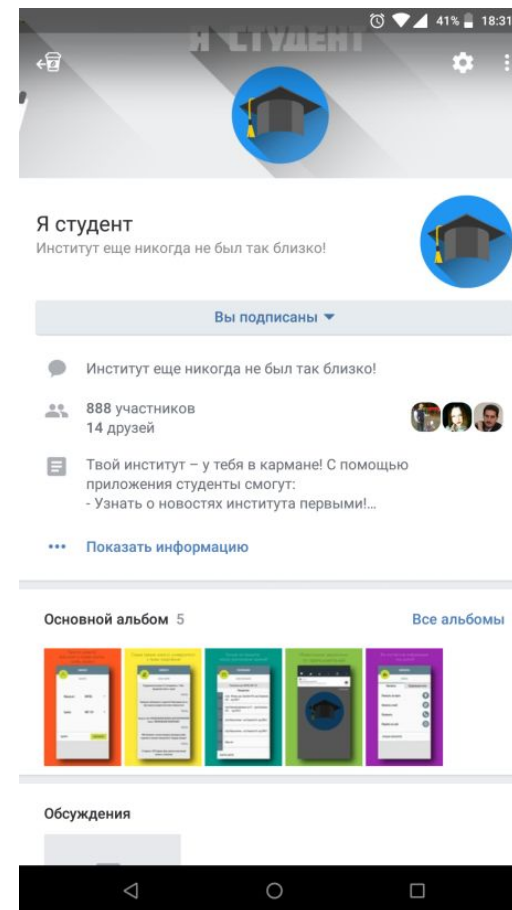 41% 18:31
Я СТУДЕНТ
Я студент
Институт еще никогда не был так близко!
Вы подписаны
Институт еще никогда не был так близко!
888 участников
14 друзей
Твой институт – у тебя в кармане! С помощью
приложения студенты смогут:
- Узнать о новостях института первыми!…
Показать информацию
Основной альбом 5
Все альбомы
Обсуждения